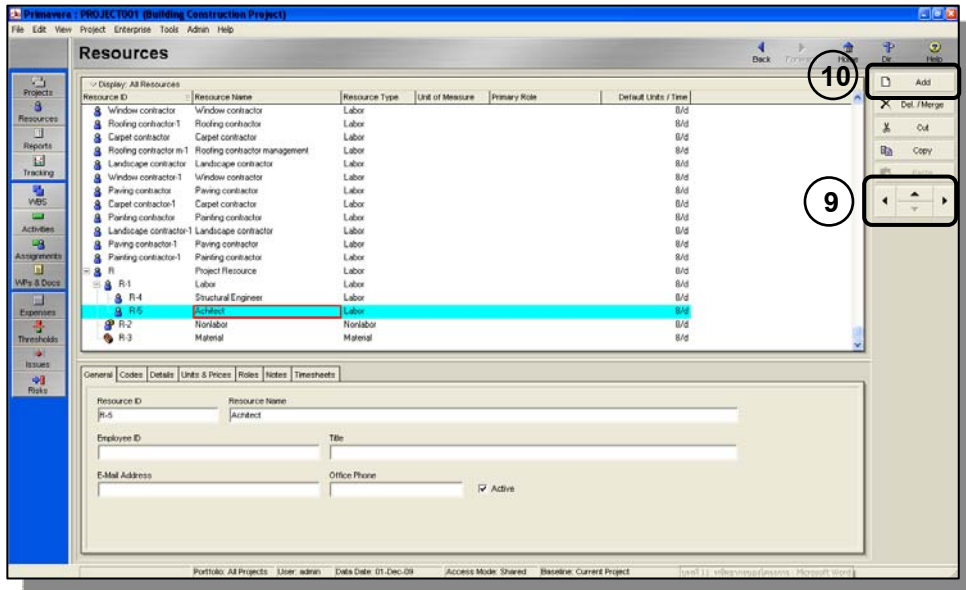 Primavera : PROJECT001 (Building Construction Project)
File Edit View Project Enterprise Tools Admin Help
Resources
Back Forward Home Dir. Help
10
9
Projects
Resources
Reports
Tracking
WBS
Activities
Assignments
WPs & Docs
Expenses
Thresholds
Issues
Risks
Add
Del. / Merge
Cut
Copy
Paste
Display: All Resources
Resource ID Resource Name Resource Type Unit of Measure Primary Role Default Units / Time
Window contractor Window contractor Labor 8/d
Roofing contractor-1 Roofing contractor Labor 8/d
Carpet contractor Carpet contractor Labor 8/d
Roofing contractor m-1 Roofing contractor management Labor 8/d
Landscape contractor Landscape contractor Labor 8/d
Window contractor-1 Window contractor Labor 8/d
Paving contractor Paving contractor Labor 8/d
Carpet contractor-1 Carpet contractor Labor 8/d
Painting contractor Painting contractor Labor 8/d
Landscape contractor-1 Landscape contractor Labor 8/d
Paving contractor-1 Paving contractor Labor 8/d
Painting contractor-1 Painting contractor Labor 8/d
R Project Resource Labor 8/d
R-1 Labor Labor 8/d
R-4 Structural Engineer Labor 8/d
R-5 Achitect Labor 8/d
R-2 Nonlabor Nonlabor 8/d
R-3 Material Material 8/d
General Codes Details Units & Prices Roles Notes Timesheets
Resource ID Resource Name
R-5 Achitect
Employee ID Title
E-Mail Address Office Phone
Active
Portfolio: All Projects User: admin Data Date: 01-Dec-09 Access Mode: Shared Baseline: Current Project
Microsoft Word